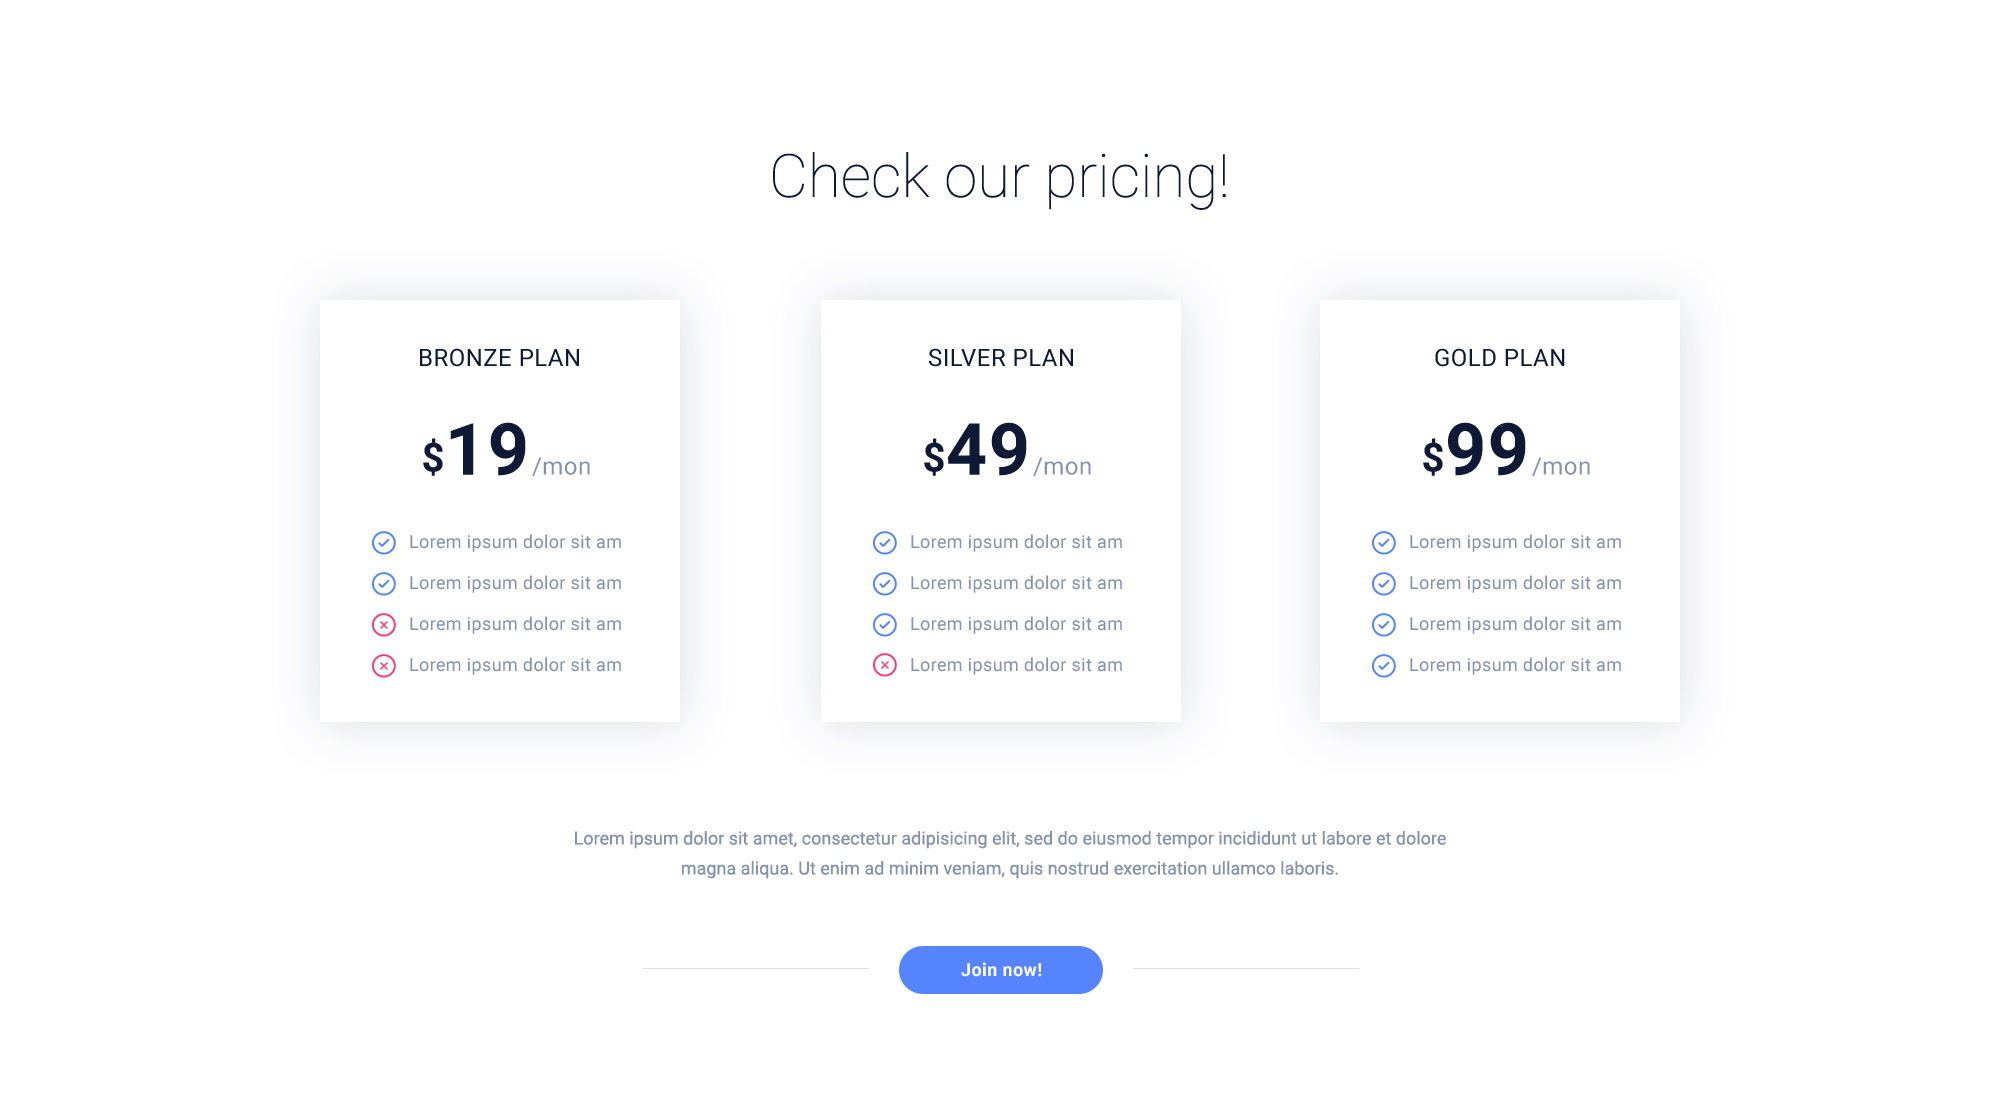 Check our pricing!
BRONZE PLAN
$19/mon
Lorem ipsum dolor sit am
Lorem ipsum dolor sit am
Lorem ipsum dolor sit am
Lorem ipsum dolor sit am
SILVER PLAN
$49/mon
Lorem ipsum dolor sit am
Lorem ipsum dolor sit am
Lorem ipsum dolor sit am
Lorem ipsum dolor sit am
GOLD PLAN
$99/mon
Lorem ipsum dolor sit am
Lorem ipsum dolor sit am
Lorem ipsum dolor sit am
Lorem ipsum dolor sit am
Lorem ipsum dolor sit amet, consectetur adipisicing elit, sed do eiusmod tempor incididunt ut labore et dolore
magna aliqua. Ut enim ad minim veniam, quis nostrud exercitation ullamco laboris.
Join now!